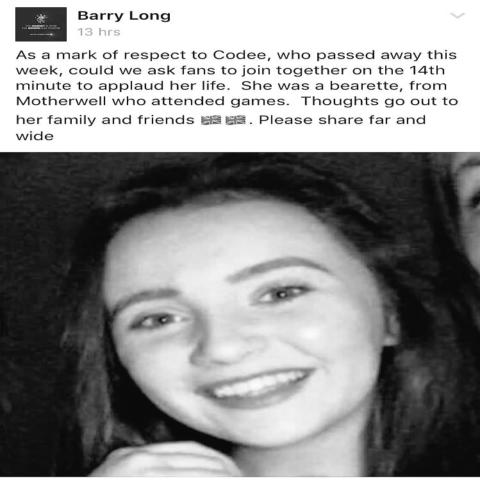 Barry Long
13 hrs
As a mark of respect to Codee, who passed away this
week, could we ask fans to join together on the 14th
minute to applaud her life.  She was a bearette, from
Motherwell who attended games.  Thoughts go out to
her family and friends 🇬🇧 🇬🇧 . Please share far and
wide